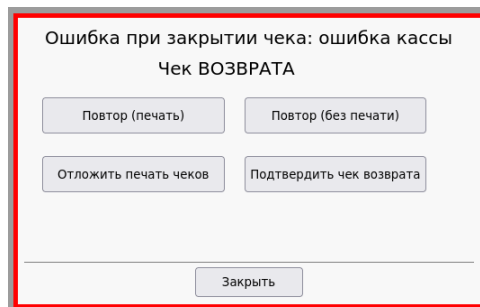 Ошибка при закрытии чека: ошибка кассы
Чек ВОЗВРАТА
Повтор (печать) Повтор (без печати)
Отложить печать чеков Подтвердить чек возврата
Закрыть